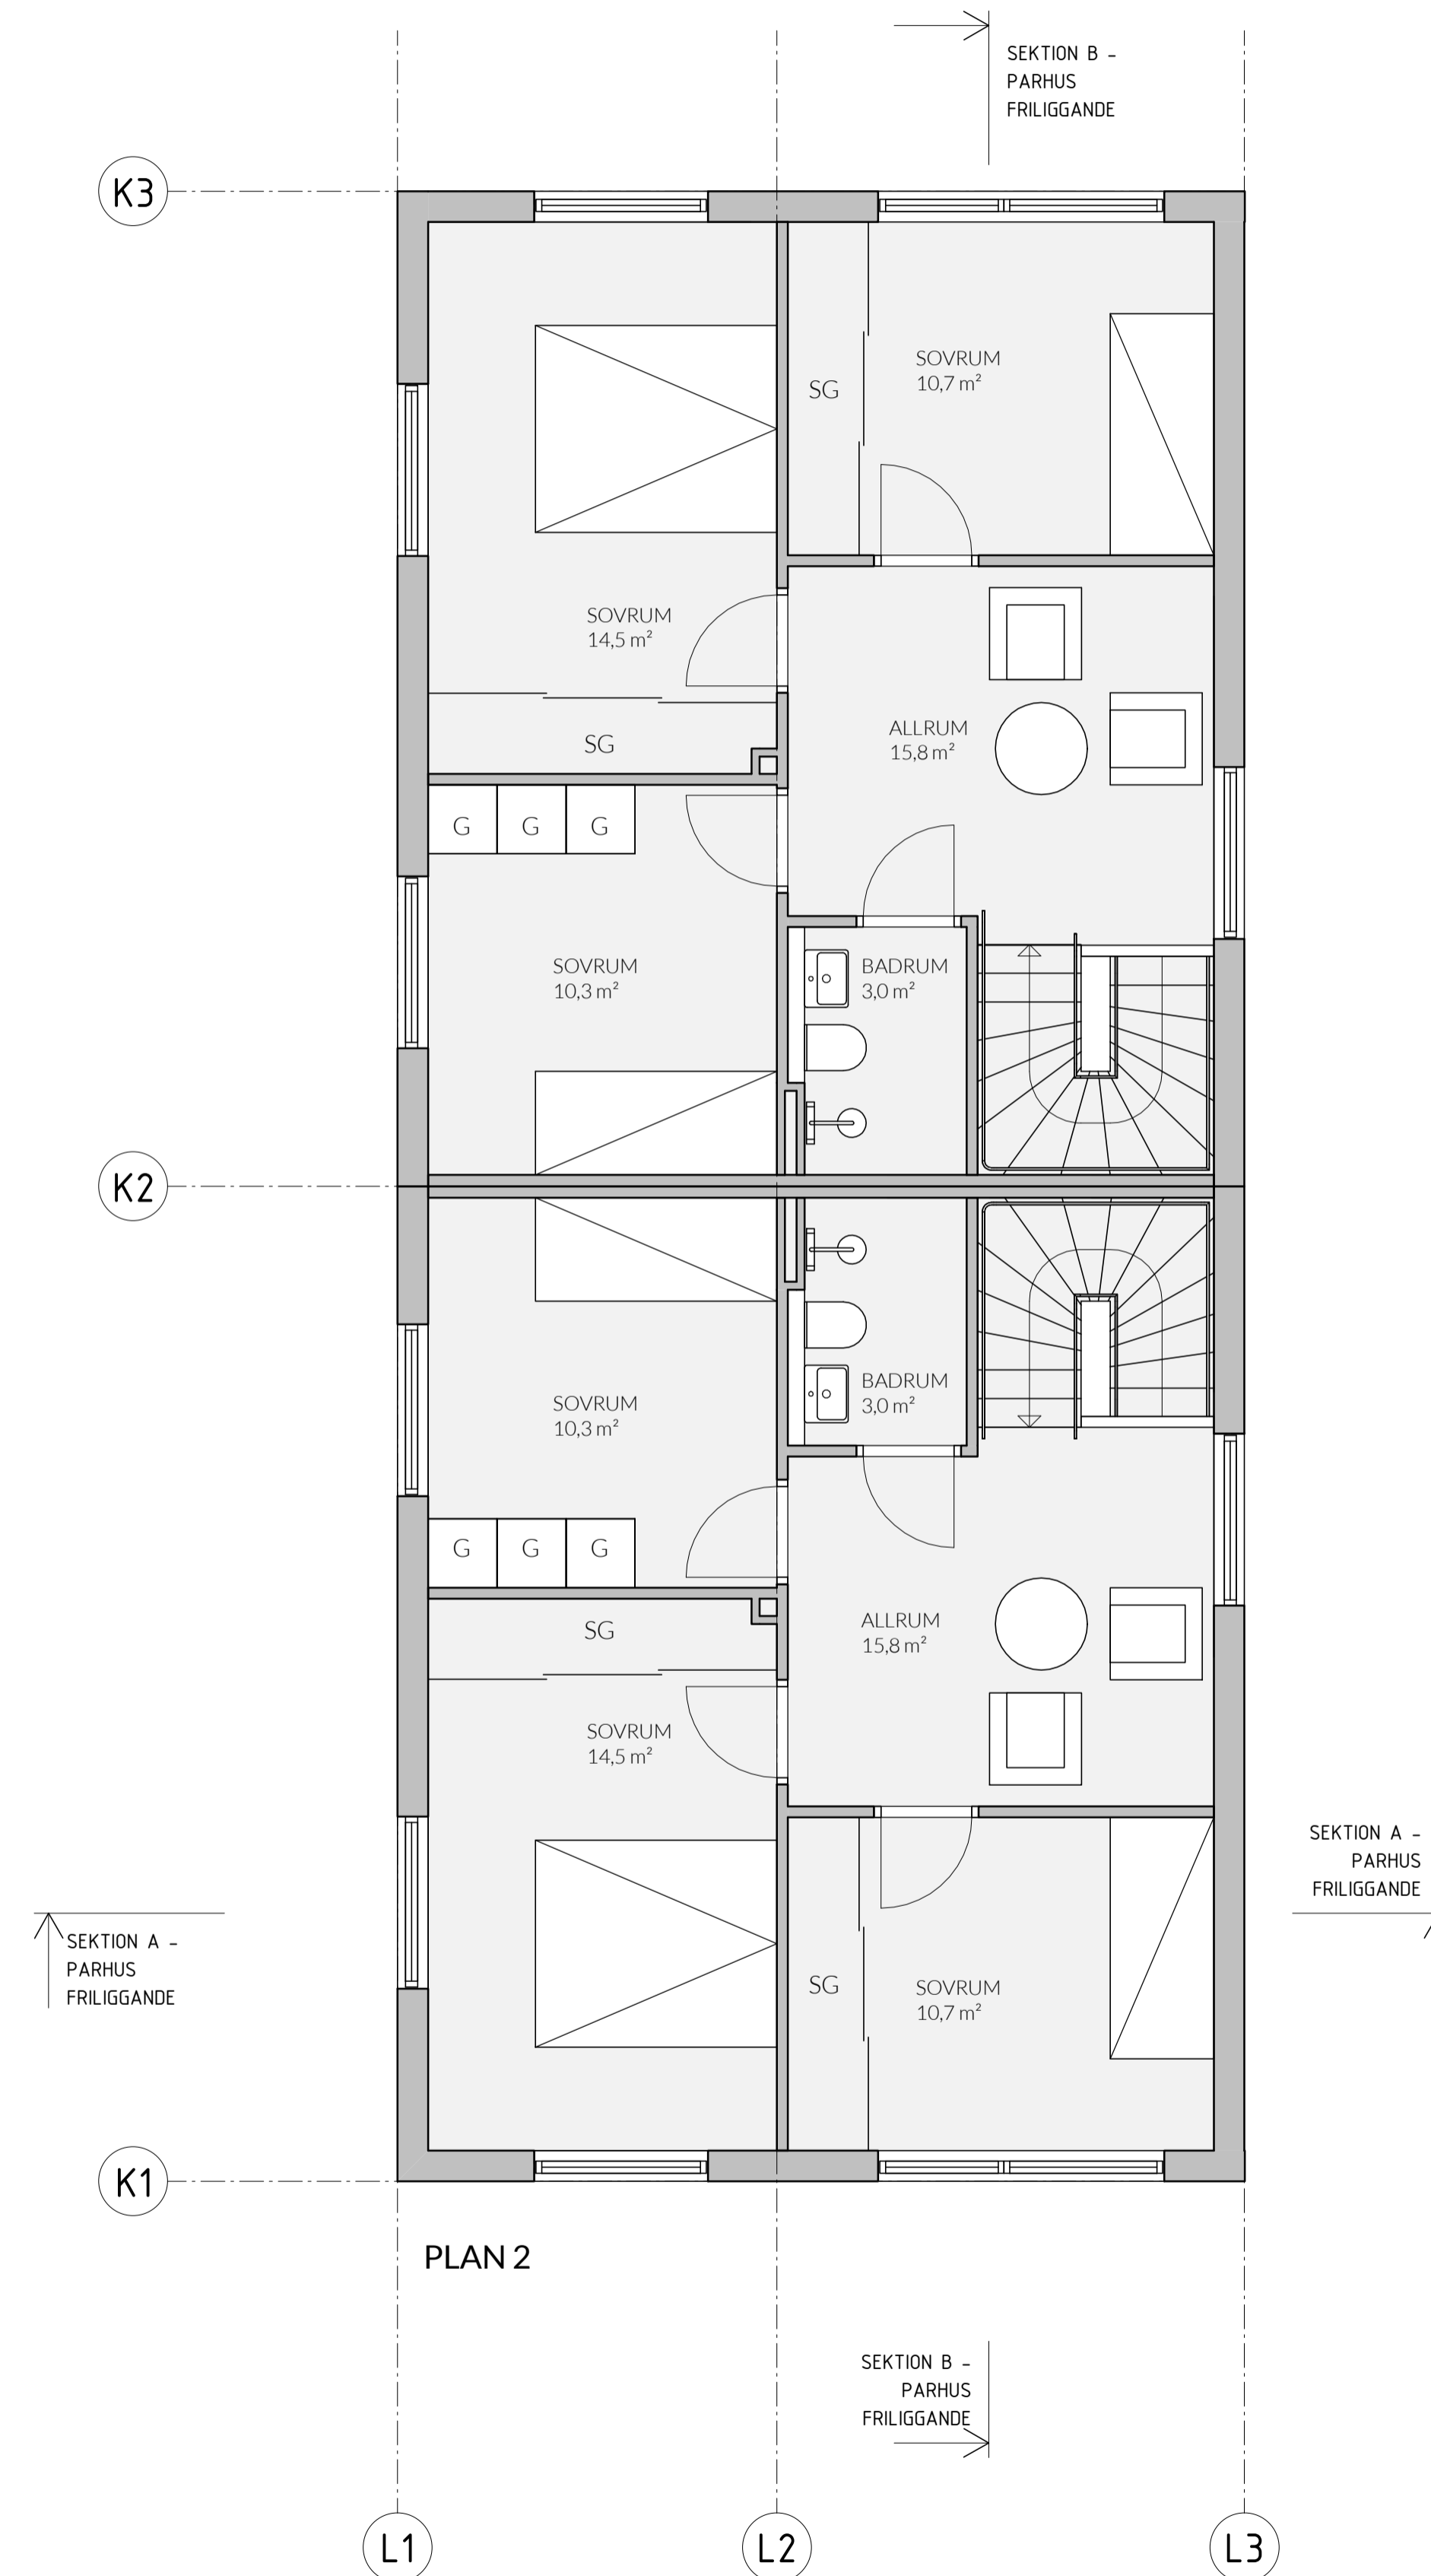 SEKTION B -
PARHUS
FRILIGGANDE
K3
SOVRUM
10,7 m²
SG
SOVRUM
14,5 m²
ALLRUM
15,8 m²
SG
G G G
SOVRUM
10,3 m²
BADRUM
3,0 m²
K2
BADRUM
3,0 m²
SOVRUM
10,3 m²
G G G
SG
ALLRUM
15,8 m²
SOVRUM
14,5 m²
SEKTION A -
PARHUS
FRILIGGANDE
SEKTION A -
PARHUS
FRILIGGANDE
SG
SOVRUM
10,7 m²
K1
PLAN 2
SEKTION B -
PARHUS
FRILIGGANDE
L1 L2 L3